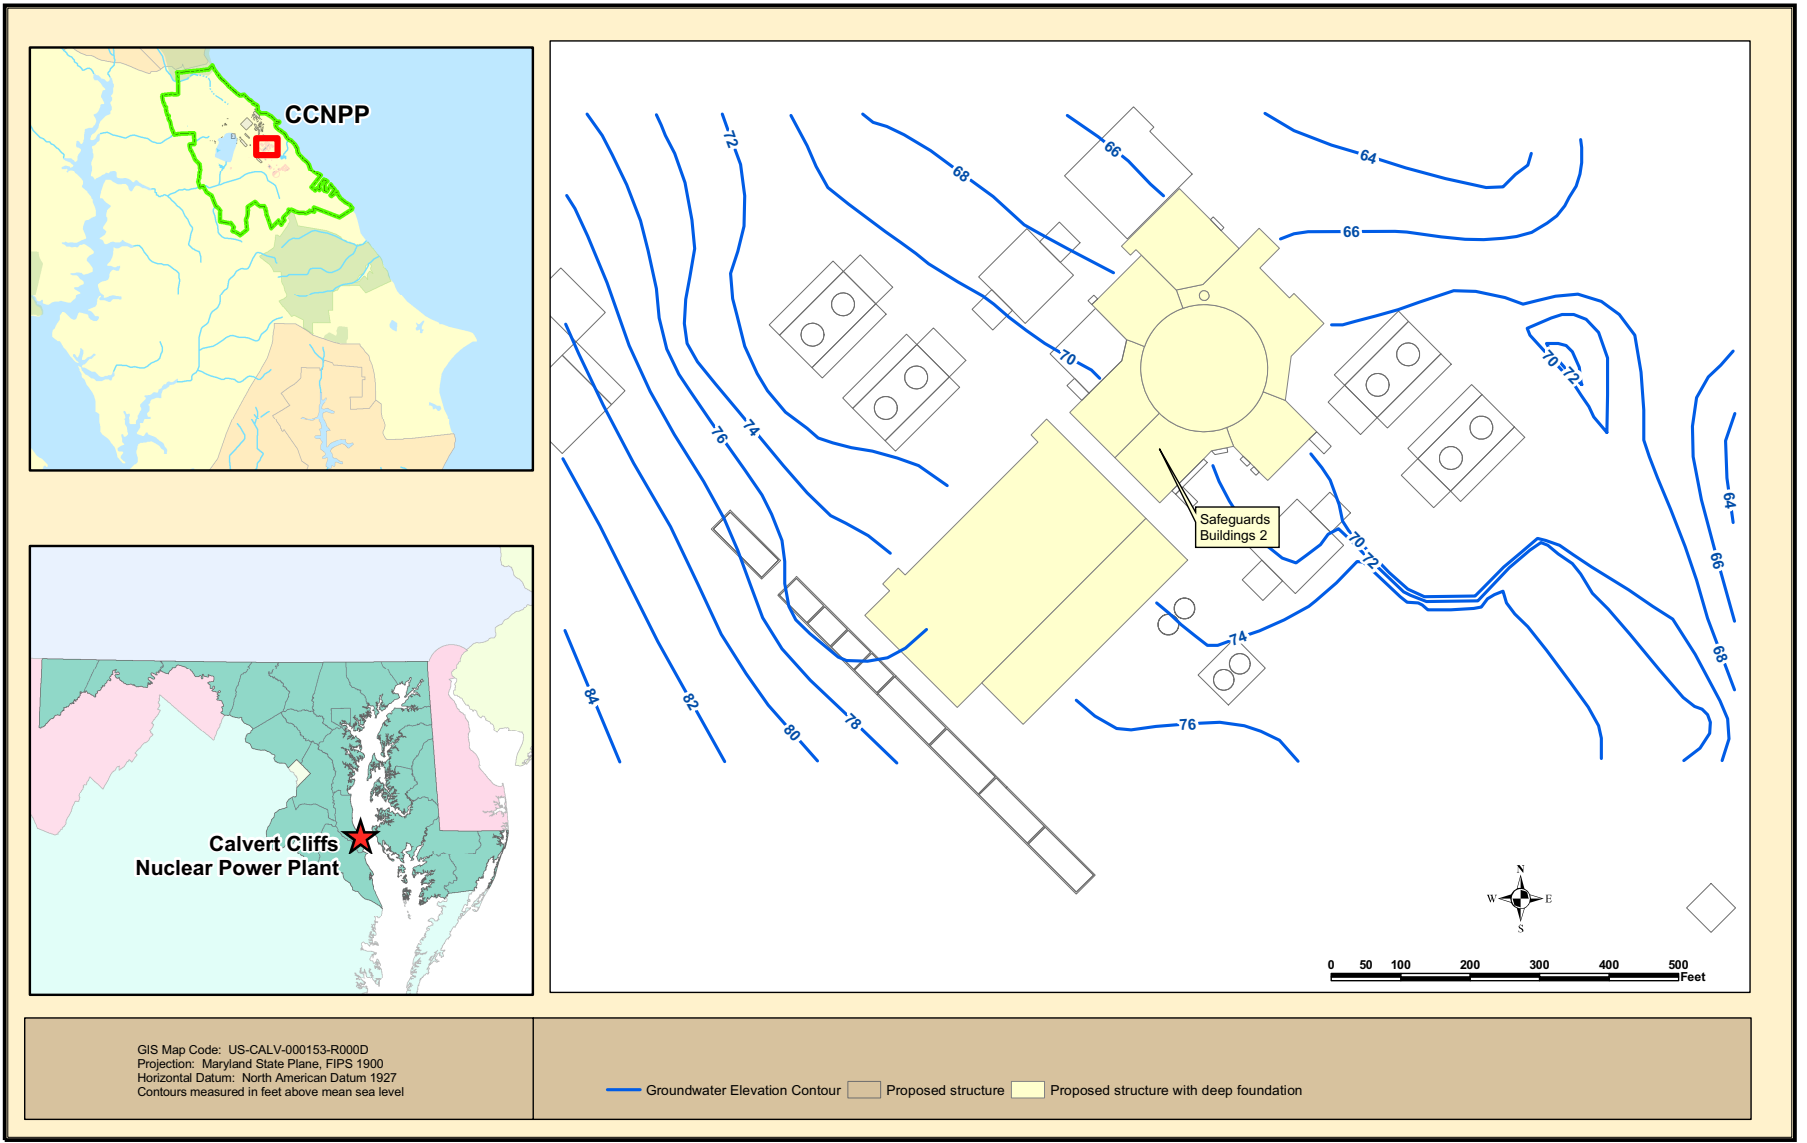 CCNPP
Calvert Cliffs
Nuclear Power Plant
72
68
66
64
66
70
70
72
74
76
64
70
72
66
74
68
84
82
80
78
76
Safeguards
Buildings 2
N
W
E
S
0 50 100 200 300 400 500
Feet
GIS Map Code: US-CALV-000153-R000D
Projection: Maryland State Plane, FIPS 1900
Horizontal Datum: North American Datum 1927
Contours measured in feet above mean sea level
Groundwater Elevation Contour
Proposed structure
Proposed structure with deep foundation